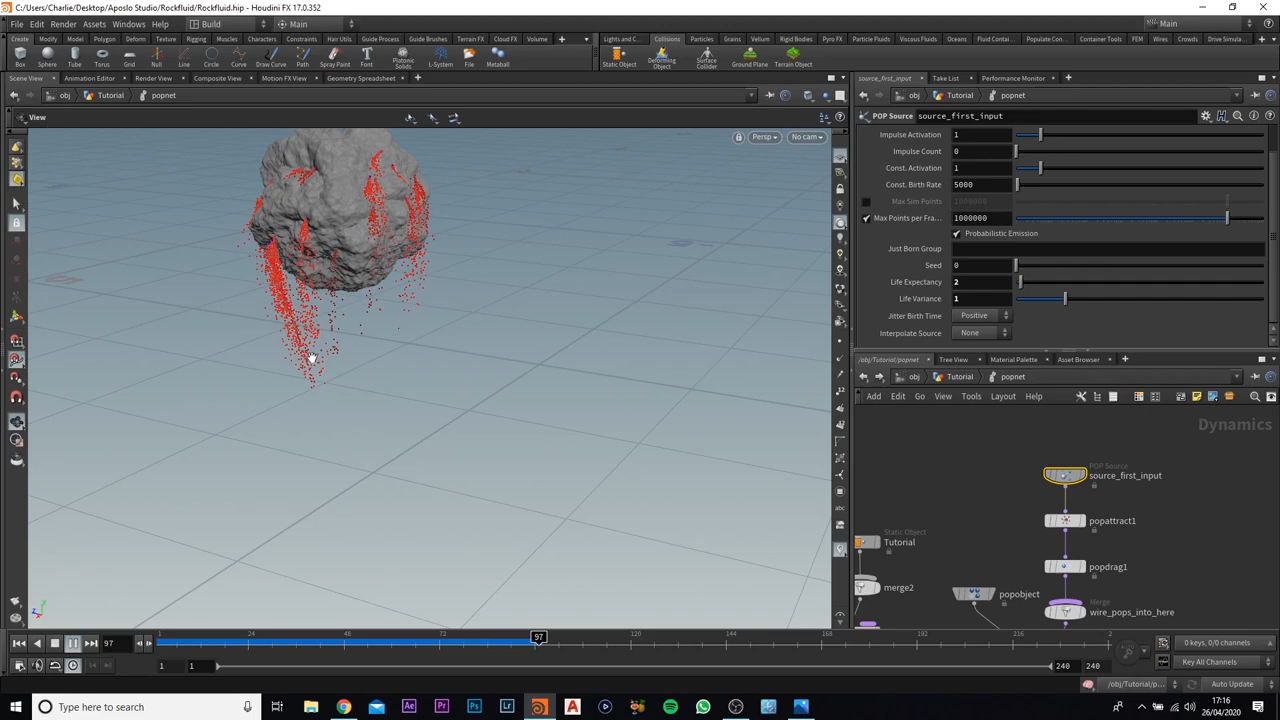 C:/Users/Charlie/Desktop/Aposlo Studio/Rockfluid/Rockfluid.hip - Houdini FX 17.0.352
File Edit Render Assets Windows Help Build Main Main
Create Modify Model Polygon Deform Texture Rigging Muscles Characters Constraints Hair Utils Guide Process Guide Brushes Terrain FX Cloud FX Volume
Lights and C... Collisions Particles Grains Vellum Rigid Bodies Particle Fluids Viscous Fluids Oceans Fluid Contai... Populate Con... Container Tools Pyro FX FEM Wires Crowds Drive Simula...
Box Sphere Tube Torus Grid Null Line Circle Curve Draw Curve Path Spray Paint Font Platonic Solids L-System File Metaball
Static Object Deforming Object Surface Collider Ground Plane Terrain Object
Scene View Animation Editor Render View Composite View Motion FX View Geometry Spreadsheet
source_first_input Take List Performance Monitor
obj Tutorial popnet
obj Tutorial popnet
View
POP Source source_first_input
Persp No cam
Impulse Activation 1
Impulse Count 0
Const. Activation 1
Const. Birth Rate 5000
Max Sim Points 1000000
Max Points per Fra... 1000000
Probabilistic Emission
Just Born Group
Seed 0
Life Expectancy 2
Life Variance 1
Jitter Birth Time Positive
Interpolate Source None
/obj/Tutorial/popnet Tree View Material Palette Asset Browser
obj Tutorial popnet
Add Edit Go View Tools Layout Help
Dynamics
POP Source
source_first_input
popattract1
Static Object
Tutorial
popdrag1
merge2
popobject
Merge
wire_pops_into_here
97
1 24 48 72 97 120 144 168 192 216 2
1 1 240 240
0 keys, 0/0 channels
Key All Channels
/obj/Tutorial/p... Auto Update
Type here to search
17:16
26/04/2020